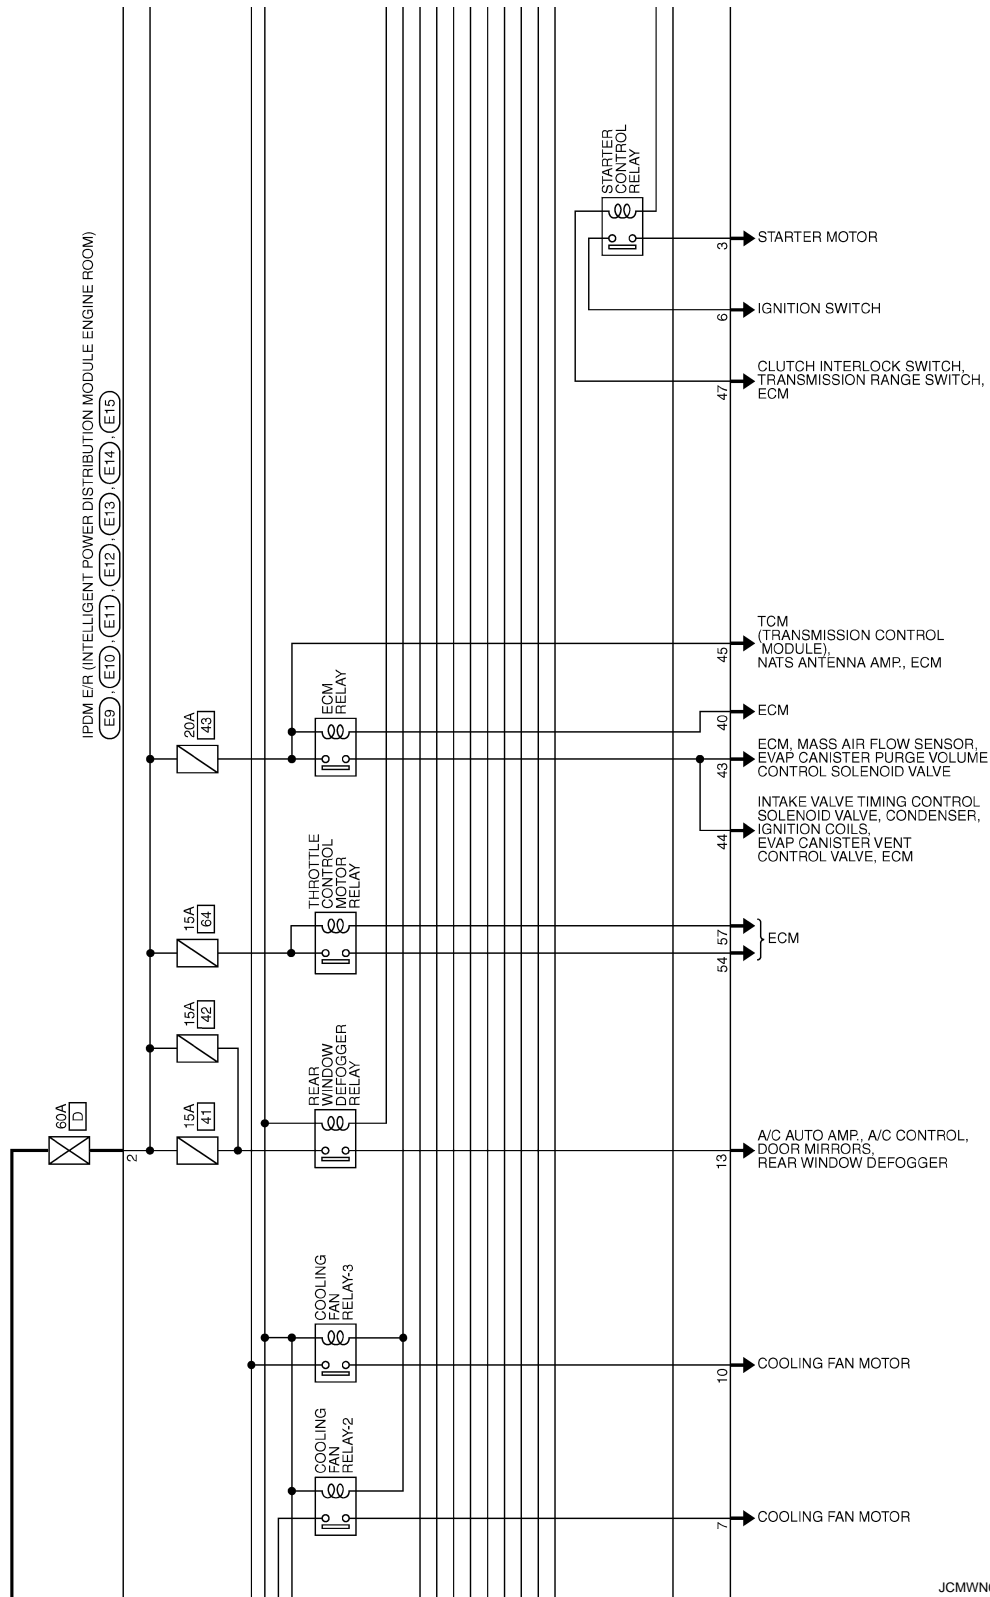 STARTER
CONTROL
RELAY
3
STARTER MOTOR
6
IGNITION SWITCH
47
CLUTCH INTERLOCK SWITCH,
TRANSMISSION RANGE SWITCH,
ECM
IPDM E/R (INTELLIGENT POWER DISTRIBUTION MODULE ENGINE ROOM)
E9 , E10 , E11 , E12 , E13 , E14 , E15
45
TCM
(TRANSMISSION CONTROL
MODULE),
NATS ANTENNA AMP., ECM
20A
43
ECM
RELAY
40
ECM
43
ECM, MASS AIR FLOW SENSOR,
EVAP CANISTER PURGE VOLUME
CONTROL SOLENOID VALVE
44
INTAKE VALVE TIMING CONTROL
SOLENOID VALVE, CONDENSER,
IGNITION COILS,
EVAP CANISTER VENT
CONTROL VALVE, ECM
15A
64
THROTTLE
CONTROL
MOTOR
RELAY
57
54
ECM
15A
42
60A
D
2
15A
41
REAR
WINDOW
DEFOGGER
RELAY
13
A/C AUTO AMP., A/C CONTROL,
DOOR MIRRORS,
REAR WINDOW DEFOGGER
COOLING
FAN
RELAY-3
10
COOLING FAN MOTOR
COOLING
FAN
RELAY-2
7
COOLING FAN MOTOR